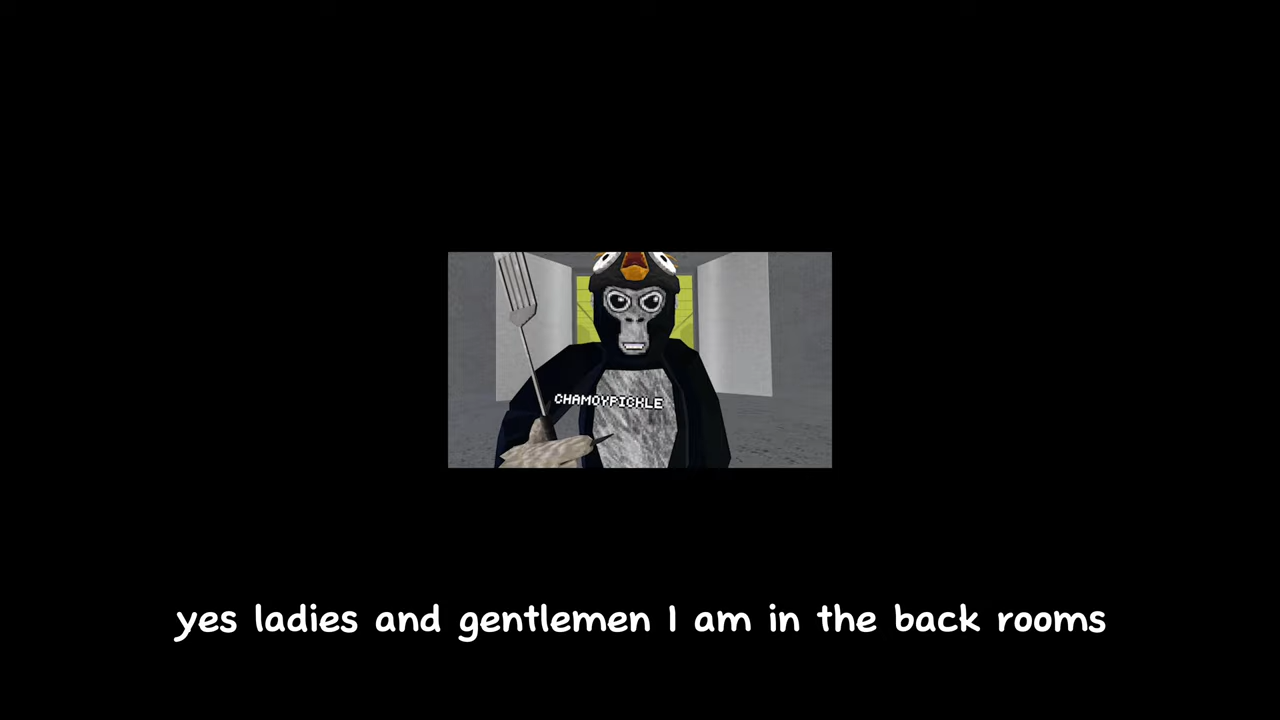 CHAMOYPICKLE
yes ladies and gentlemen I am in the back rooms